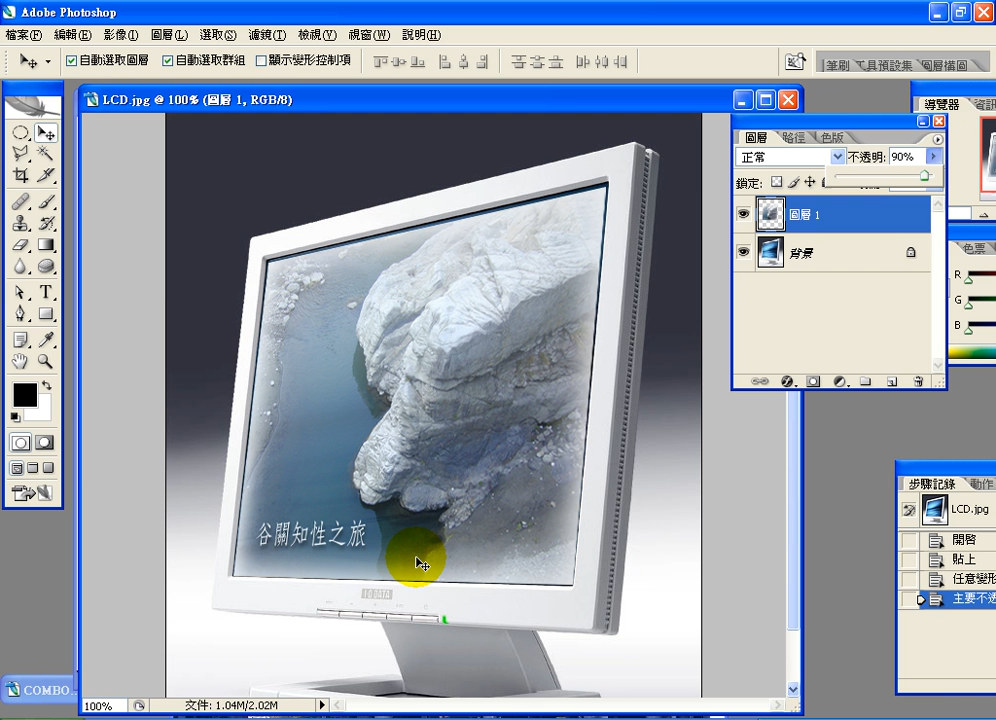 Adobe Photoshop
檔案(F) 編輯(E) 影像(I) 圖層(L) 選取(S) 濾鏡(T) 檢視(V) 視窗(W) 說明(H)
自動選取圖層 自動選取群組 顯示變形控制項
筆刷 工具預設集 圖層構圖
LCD.jpg @ 100% (圖層 1, RGB/8)
導覽器 資訊
圖層 路徑 色版
正常 不透明: 90%
鎖定:
圖層 1
背景
色票
R
G
B
谷關知性之旅
I-O DATA
步驟記錄 動作
LCD.jpg
開啓
貼上
任意變形
主要不透
COMBO...
100% 文件: 1.04M/2.02M